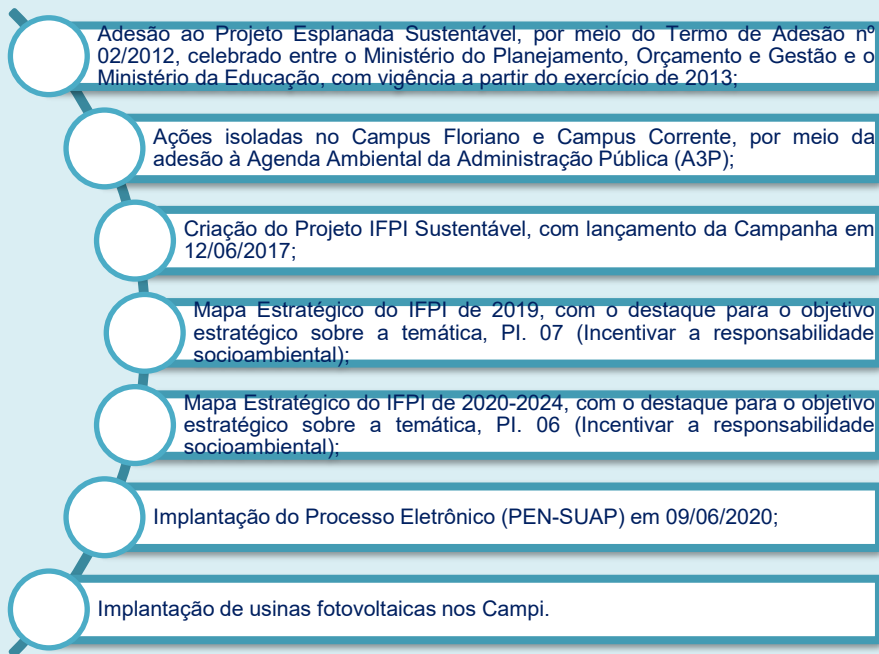 Adesão ao Projeto Esplanada Sustentável, por meio do Termo de Adesão nº
02/2012, celebrado entre o Ministério do Planejamento, Orçamento e Gestão e o
Ministério da Educação, com vigência a partir do exercício de 2013;
Ações isoladas no Campus Floriano e Campus Corrente, por meio da
adesão à Agenda Ambiental da Administração Pública (A3P);
Criação do Projeto IFPI Sustentável, com lançamento da Campanha em
12/06/2017;
Mapa Estratégico do IFPI de 2019, com o destaque para o objetivo
estratégico sobre a temática, PI. 07 (Incentivar a responsabilidade
socioambiental);
Mapa Estratégico do IFPI de 2020-2024, com o destaque para o objetivo
estratégico sobre a temática, PI. 06 (Incentivar a responsabilidade
socioambiental);
Implantação do Processo Eletrônico (PEN-SUAP) em 09/06/2020;
Implantação de usinas fotovoltaicas nos Campi.